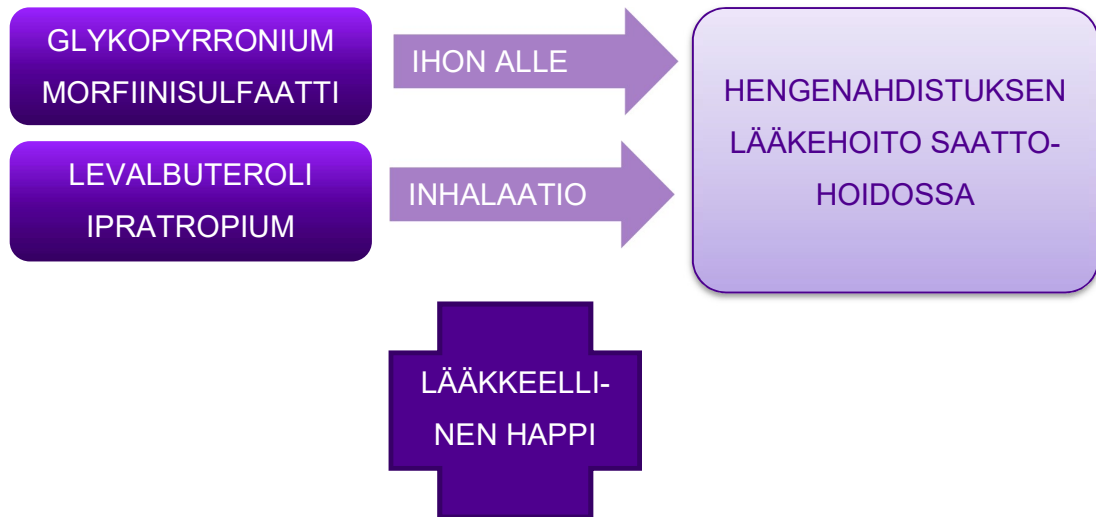 GLYKOPYRRONIUM
MORFIINISULFAATTI
IHON ALLE
LEVALBUTEROLI
IPRATROPIUM
INHALAATIO
HENGENAHDISTUKSEN
LÄÄKEHOITO SAATTO-
HOIDOSSA
LÄÄKKEELLI-
NEN HAPPI